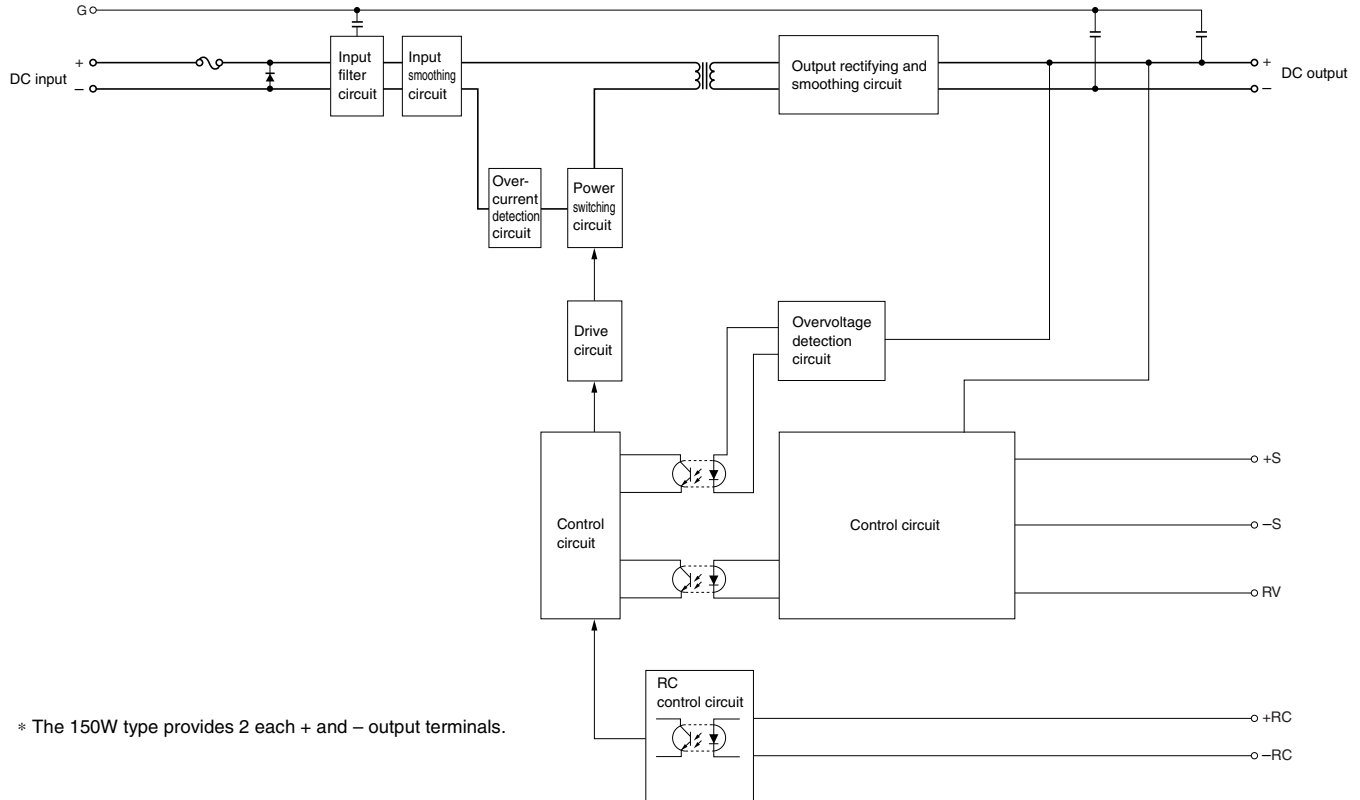 G
DC input
+
–
Input
filter
circuit
Input
smoothing
circuit
Output rectifying and
smoothing circuit
+
–
DC output
Over-
current
detection
circuit
Power
switching
circuit
Drive
circuit
Overvoltage
detection
circuit
Control
circuit
Control circuit
+S
–S
RV
RC
control circuit
+RC
–RC
* The 150W type provides 2 each + and – output terminals.